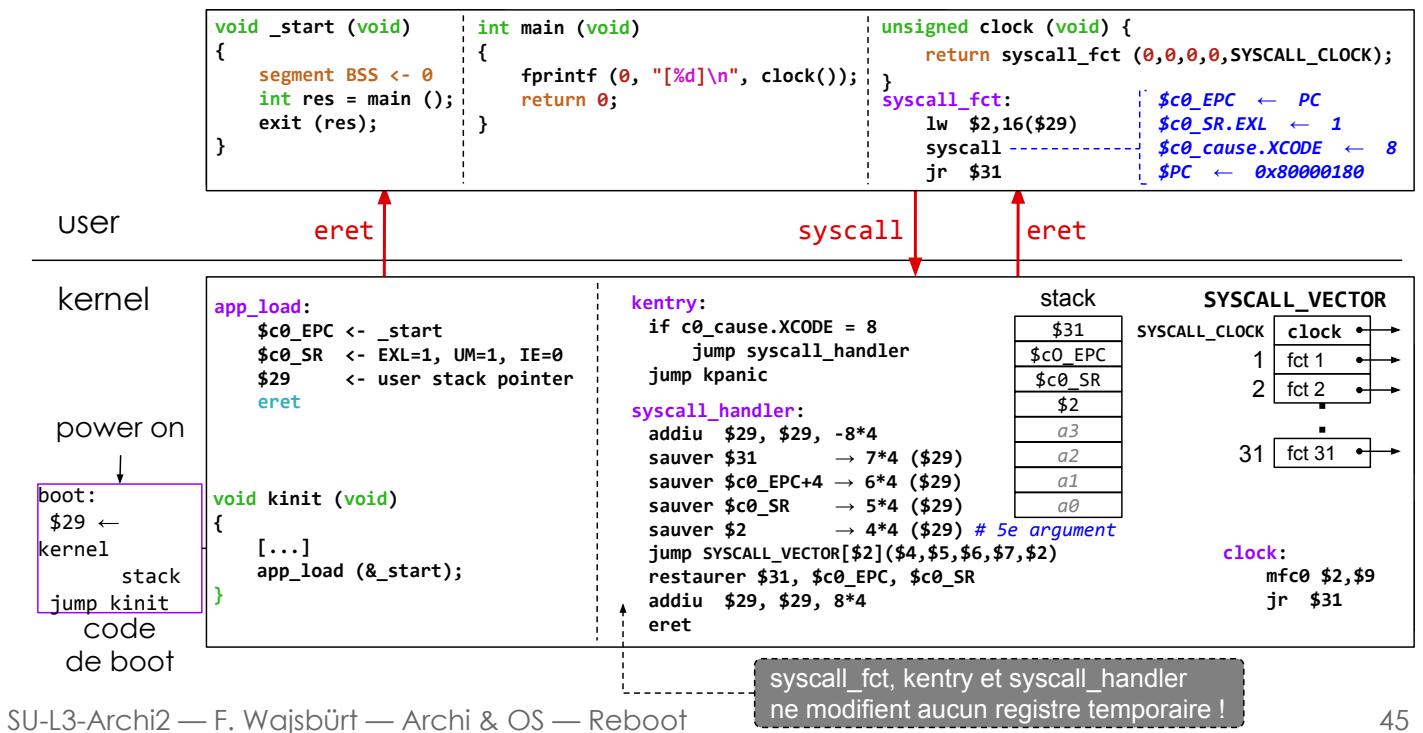 void _start (void)
{
segment BSS <- 0
int res = main ();
exit (res);
}
int main (void)
{
fprintf (0, "[%d]\n", clock());
return 0;
}
unsigned clock (void) {
return syscall_fct (0,0,0,0,SYSCALL_CLOCK);
}
syscall_fct:
lw $2,16($29)
syscall
jr $31
$c0_EPC ← PC
$c0_SR.EXL ← 1
$c0_cause.XCODE ← 8
$PC ← 0x80000180
user
eret
syscall
eret
kernel
app_load:
$c0_EPC <- _start
$c0_SR <- EXL=1, UM=1, IE=0
$29 <- user stack pointer
eret
power on
boot:
$29 ←
kernel
stack
jump kinit
code
de boot
void kinit (void)
{
[...]
app_load (&_start);
}
kentry:
if c0_cause.XCODE = 8
jump syscall_handler
jump kpanic
syscall_handler:
addiu $29, $29, -8*4
sauver $31 → 7*4 ($29)
sauver $c0_EPC+4 → 6*4 ($29)
sauver $c0_SR → 5*4 ($29)
sauver $2 → 4*4 ($29) # 5e argument
jump SYSCALL_VECTOR[$2]($4,$5,$6,$7,$2)
restaurer $31, $c0_EPC, $c0_SR
addiu $29, $29, 8*4
eret
stack
$31
$cO_EPC
$c0_SR
$2
a3
a2
a1
a0
SYSCALL_VECTOR
SYSCALL_CLOCK clock
1 fct 1
2 fct 2
31 fct 31
clock:
mfc0 $2,$9
jr $31
syscall_fct, kentry et syscall_handler
ne modifient aucun registre temporaire !
SU-L3-Archi2 — F. Wajsbürt — Archi & OS — Reboot
45